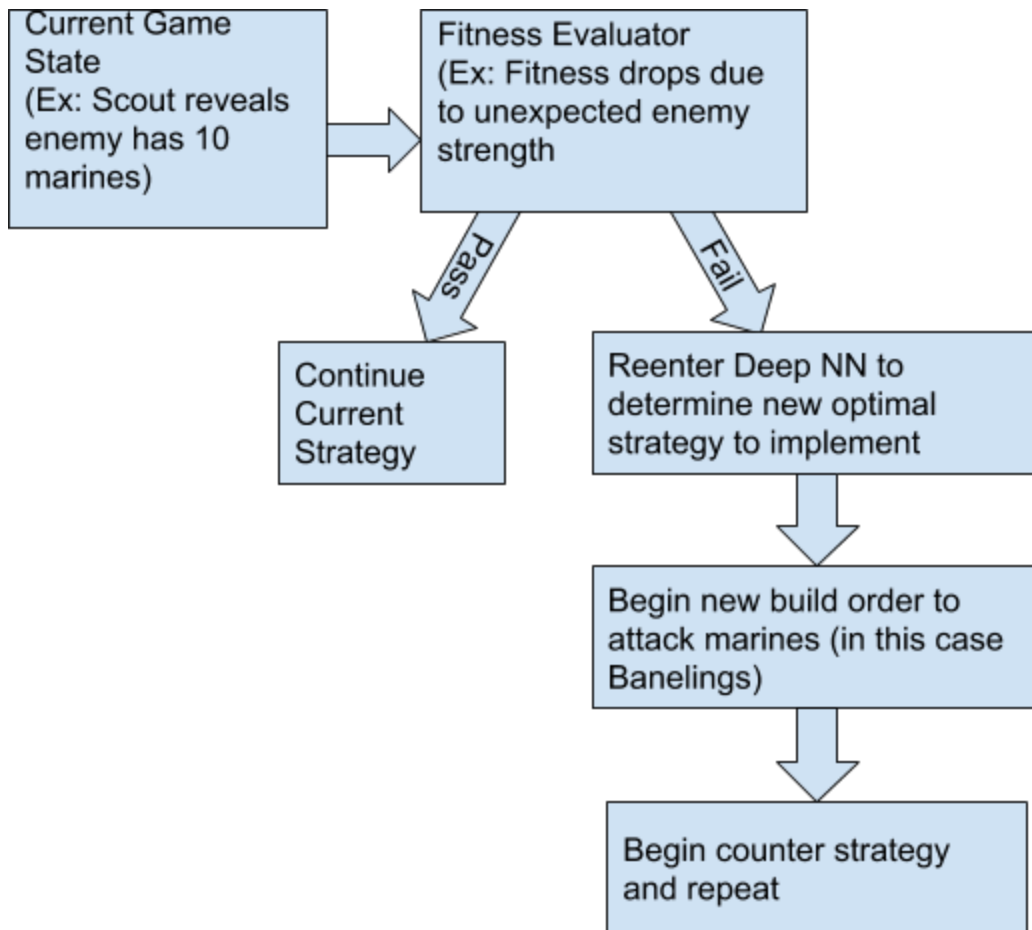 Current Game
State
(Ex: Scout reveals
enemy has 10
marines)
Fitness Evaluator
(Ex: Fitness drops due
to unexpected enemy
strength
Pass
Fail
Continue
Current
Strategy
Reenter Deep NN to
determine new optimal
strategy to implement
Begin new build order to
attack marines (in this case
Banelings)
Begin counter strategy
and repeat